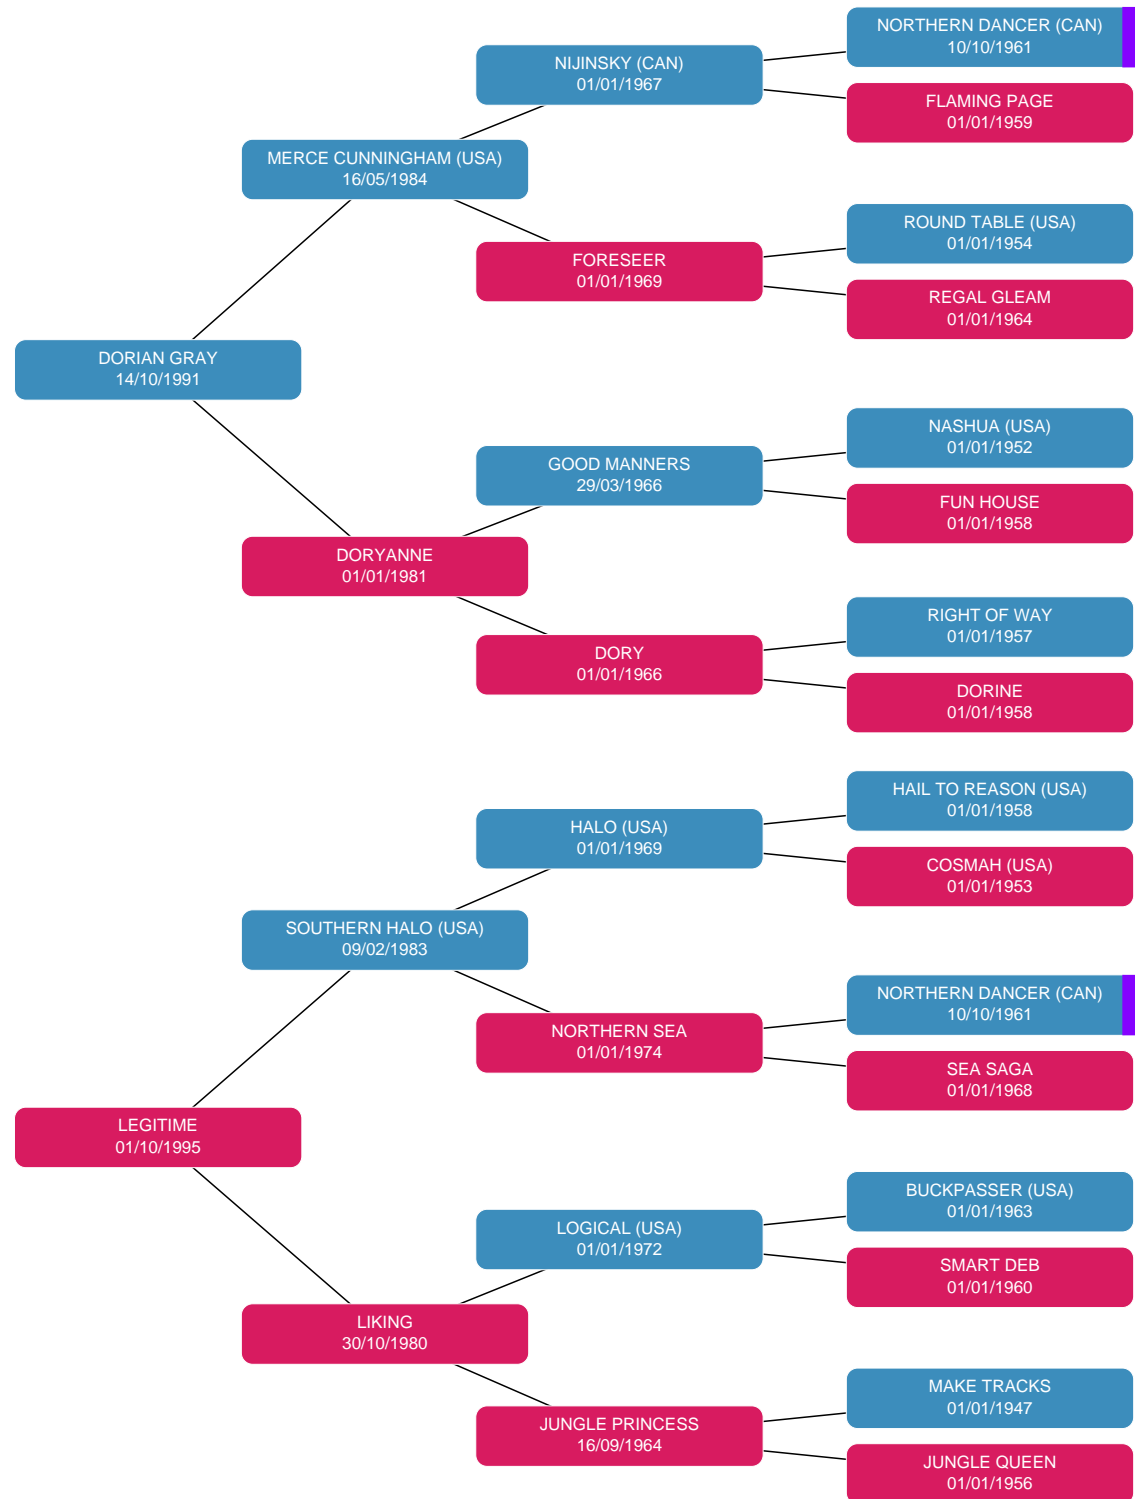 NORTHERN DANCER (CAN)
10/10/1961
NIJINSKY (CAN)
01/01/1967
FLAMING PAGE
01/01/1959
MERCE CUNNINGHAM (USA)
16/05/1984
ROUND TABLE (USA)
01/01/1954
FORESEER
01/01/1969
REGAL GLEAM
01/01/1964
DORIAN GRAY
14/10/1991
NASHUA (USA)
01/01/1952
GOOD MANNERS
29/03/1966
FUN HOUSE
01/01/1958
DORYANNE
01/01/1981
RIGHT OF WAY
01/01/1957
DORY
01/01/1966
DORINE
01/01/1958
HAIL TO REASON (USA)
01/01/1958
HALO (USA)
01/01/1969
COSMAH (USA)
01/01/1953
SOUTHERN HALO (USA)
09/02/1983
NORTHERN DANCER (CAN)
10/10/1961
NORTHERN SEA
01/01/1974
SEA SAGA
01/01/1968
LEGITIME
01/10/1995
BUCKPASSER (USA)
01/01/1963
LOGICAL (USA)
01/01/1972
SMART DEB
01/01/1960
LIKING
30/10/1980
MAKE TRACKS
01/01/1947
JUNGLE PRINCESS
16/09/1964
JUNGLE QUEEN
01/01/1956